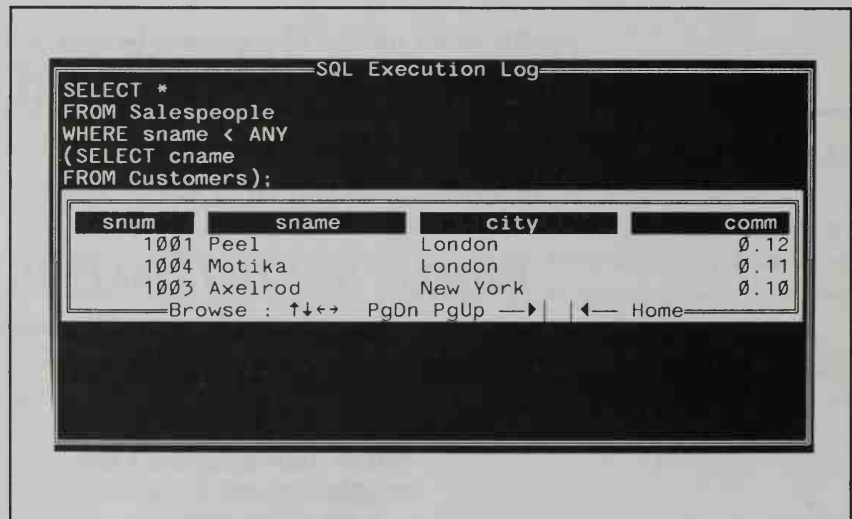 SQL Execution Log
SELECT *
FROM Salespeople
WHERE sname < ANY
(SELECT cname
FROM Customers);
snum sname city comm
1001 Peel London 0.12
1004 Motika London 0.11
1003 Axelrod New York 0.10
Browse : ↑↓←→ PgDn PgUp —▶| |◀— Home